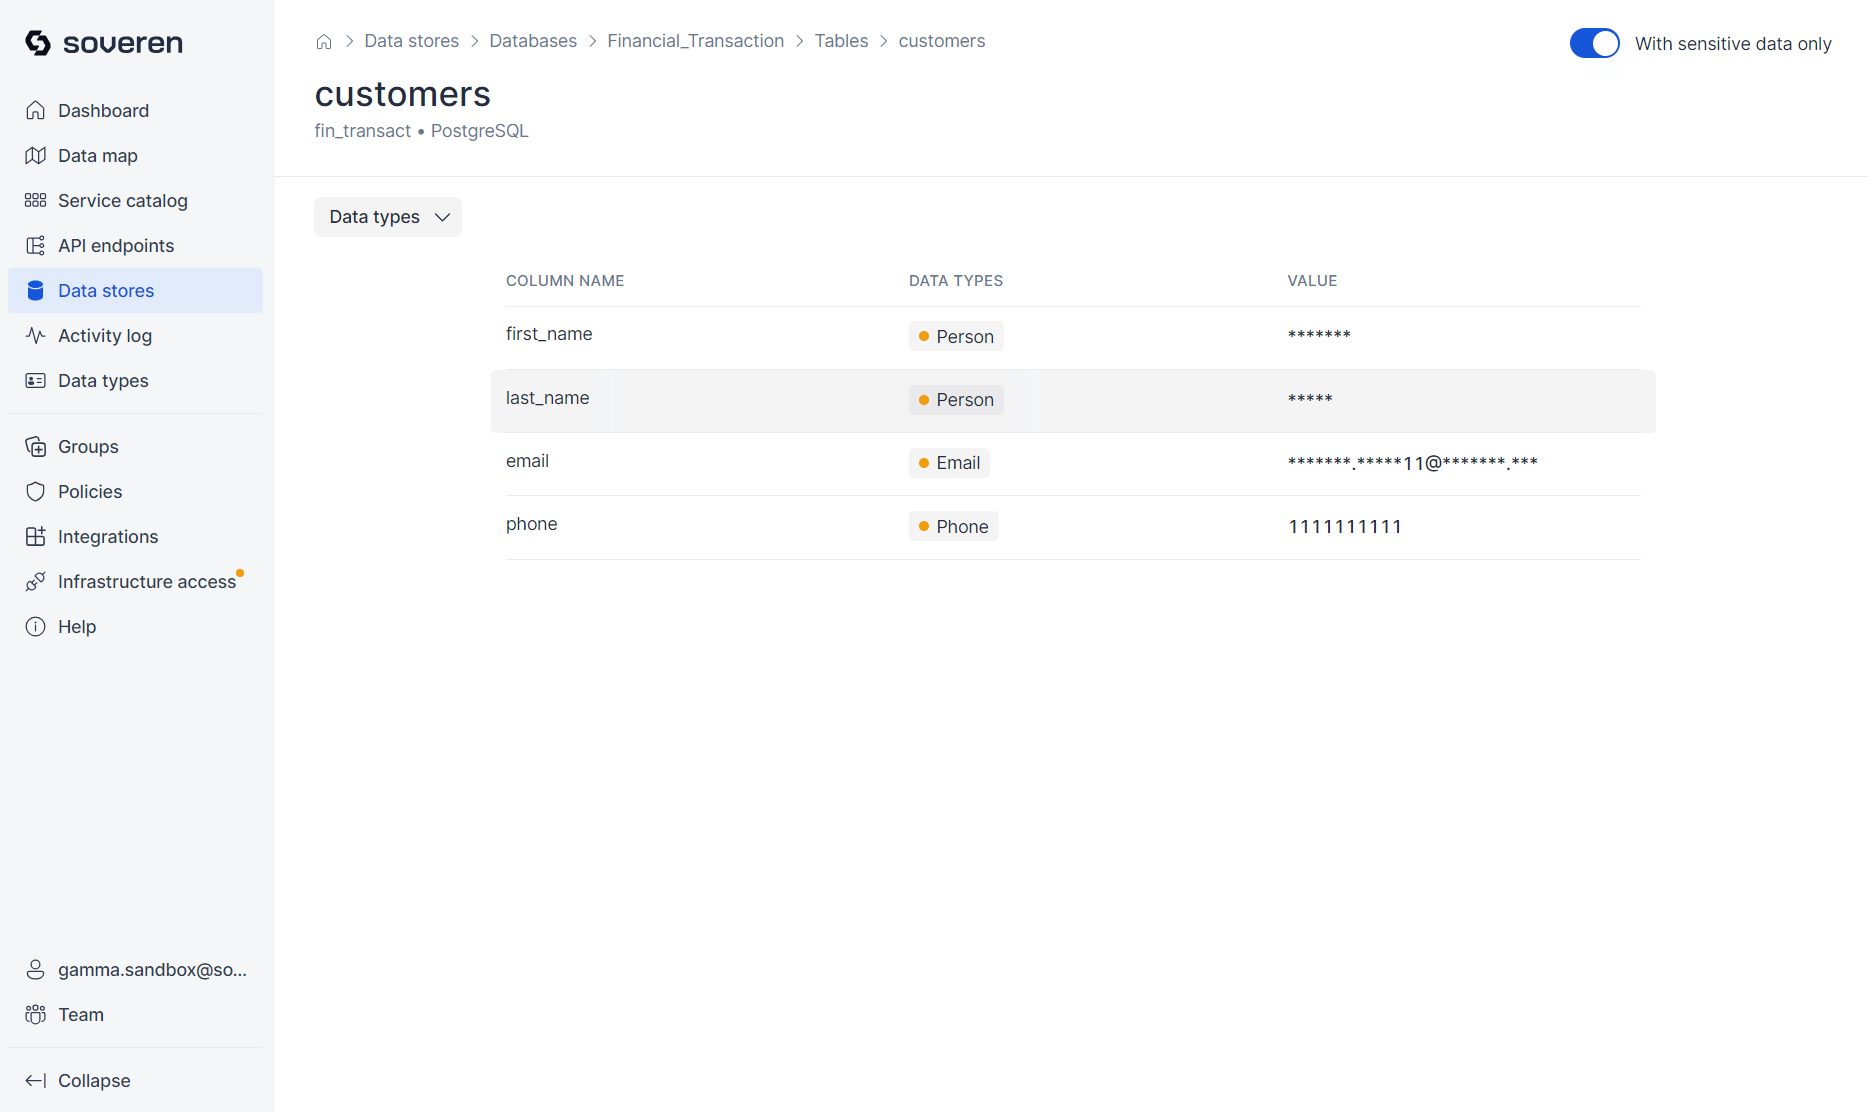 soveren
Dashboard
Data map
Service catalog
API endpoints
Data stores
Activity log
Data types
Groups
Policies
Integrations
Infrastructure access
Help
gamma.sandbox@so...
Team
Collapse
Data stores > Databases > Financial_Transaction > Tables > customers
With sensitive data only
customers
fin_transact • PostgreSQL
Data types
COLUMN NAME DATA TYPES VALUE
first_name Person *******
last_name Person *****
email Email *******.*****11@*******.***
phone Phone 1111111111